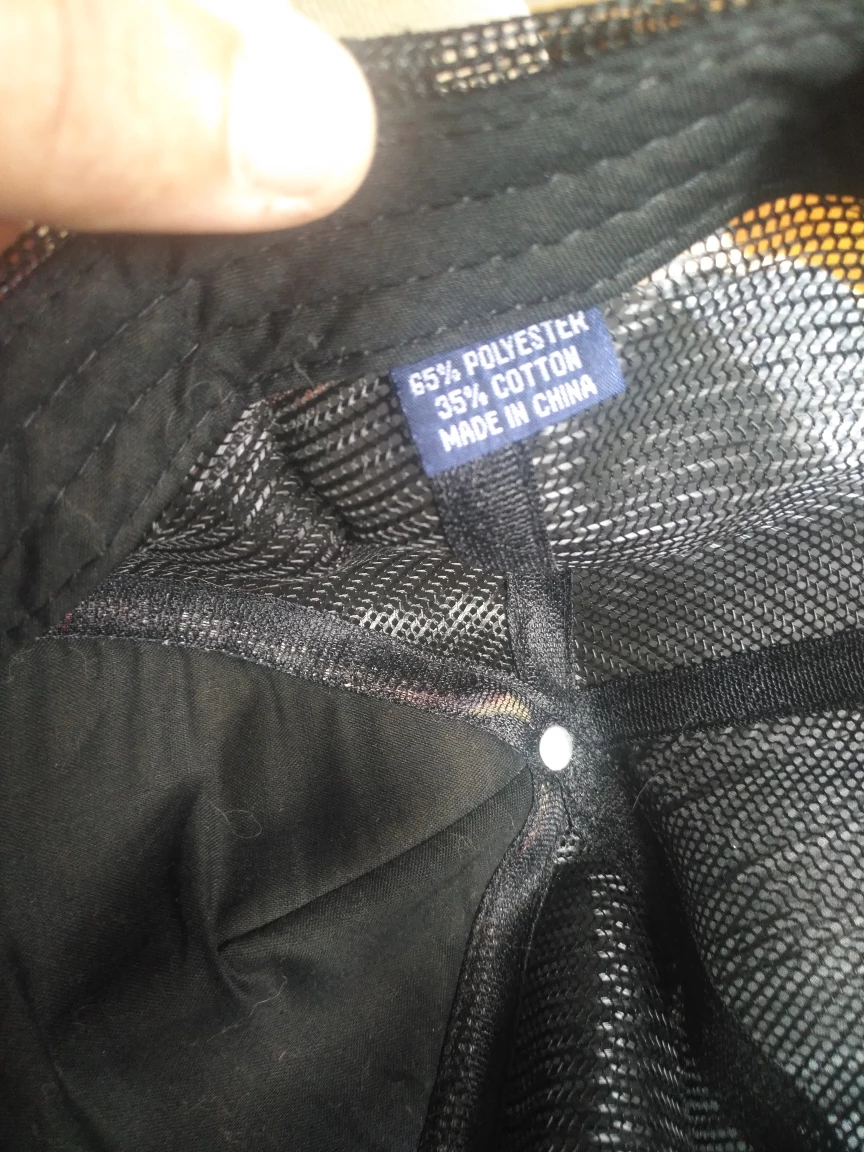 65% POLYESTER
35% COTTON
MADE IN CHINA